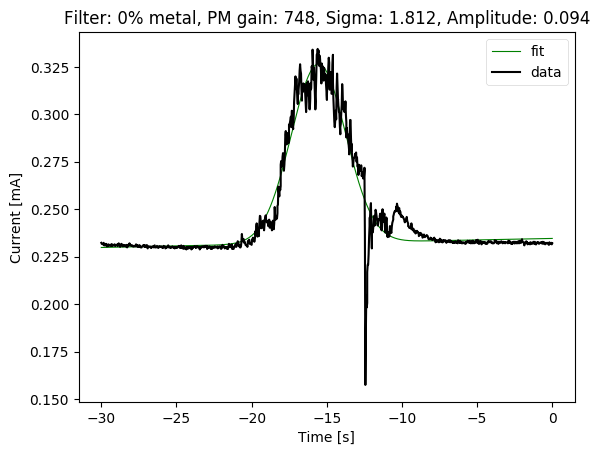 Filter: 0% metal, PM gain: 748, Sigma: 1.812, Amplitude: 0.094
fit
data
0.325
0.300
0.275
0.250
0.225
0.200
0.175
0.150
Current [mA]
−30 −25 −20 −15 −10 −5 0
Time [s]